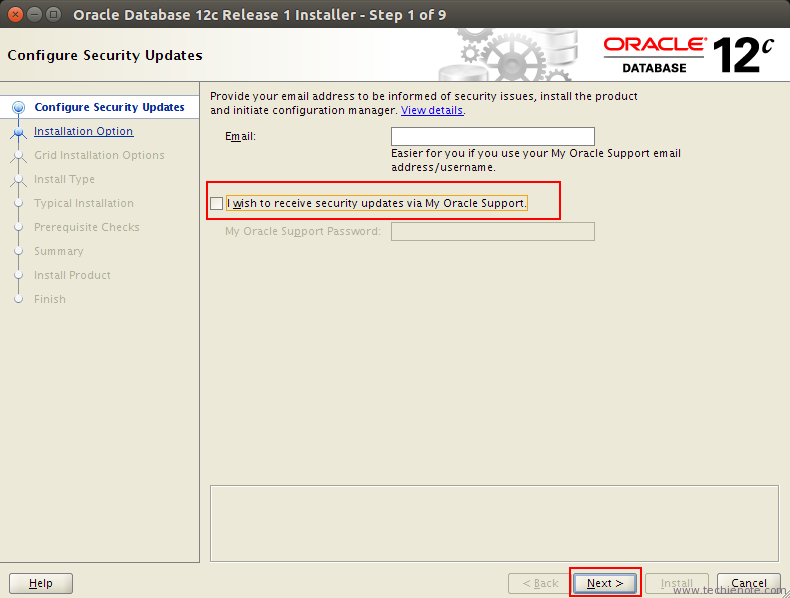 Oracle Database 12c Release 1 Installer - Step 1 of 9
Configure Security Updates
ORACLE®
DATABASE
12c
Configure Security Updates
Installation Option
Grid Installation Options
Install Type
Typical Installation
Prerequisite Checks
Summary
Install Product
Finish
Provide your email address to be informed of security issues, install the product
and initiate configuration manager. View details.
Email:
Easier for you if you use your My Oracle Support email
address/username.
I wish to receive security updates via My Oracle Support.
My Oracle Support Password:
Help
< Back
Next >
Install
Cancel
www.techienote.com